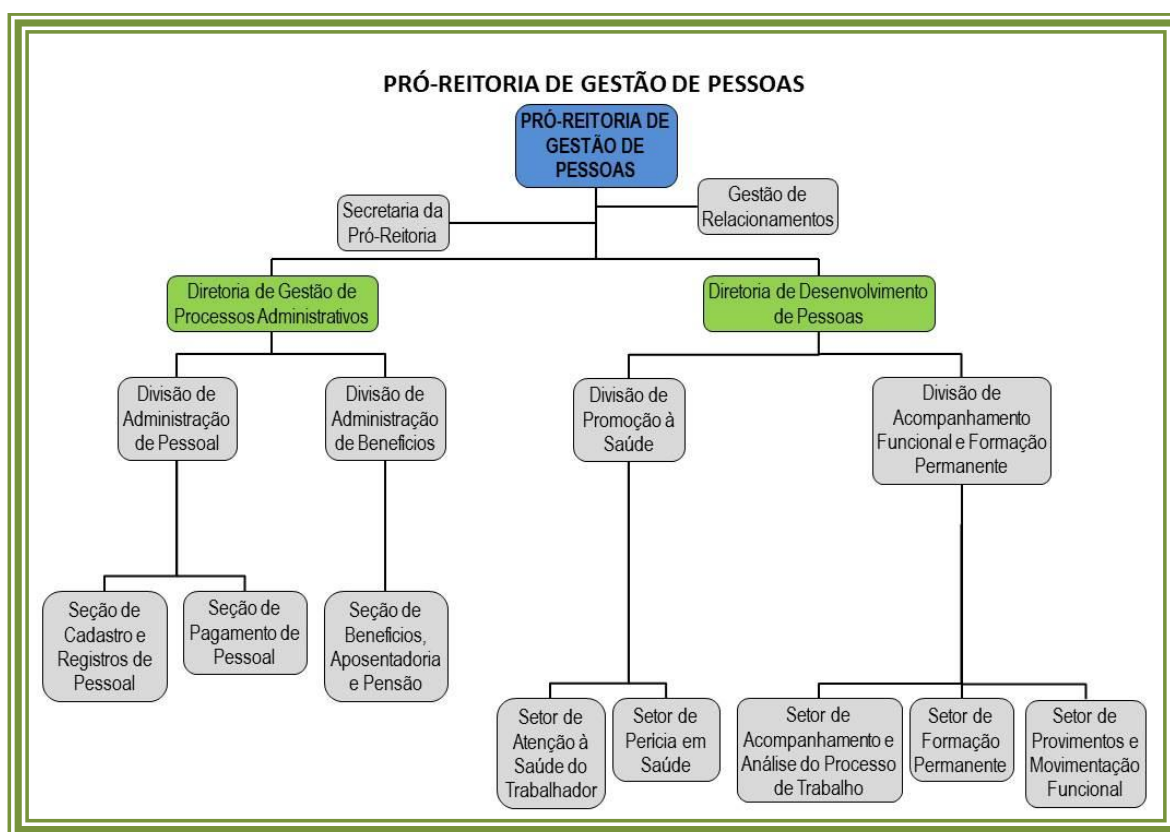 PRÓ-REITORIA DE GESTÃO DE PESSOAS
PRÓ-REITORIA DE
GESTÃO DE
PESSOAS
Secretaria da
Pró-Reitoria
Gestão de
Relacionamentos
Diretoria de Gestão de
Processos Administrativos
Diretoria de Desenvolvimento
de Pessoas
Divisão de
Administração
de Pessoal
Divisão de
Administração
de Benefícios
Divisão de
Promoção à
Saúde
Divisão de
Acompanhamento
Funcional e Formação
Permanente
Seção de
Cadastro e
Registros de
Pessoal
Seção de
Pagamento de
Pessoal
Seção de
Benefícios,
Aposentadoria
e Pensão
Setor de
Atenção à
Saúde do
Trabalhador
Setor de
Perícia em
Saúde
Setor de
Acompanhamento e
Análise do Processo
de Trabalho
Setor de
Formação
Permanente
Setor de
Provimentos e
Movimentação
Funcional